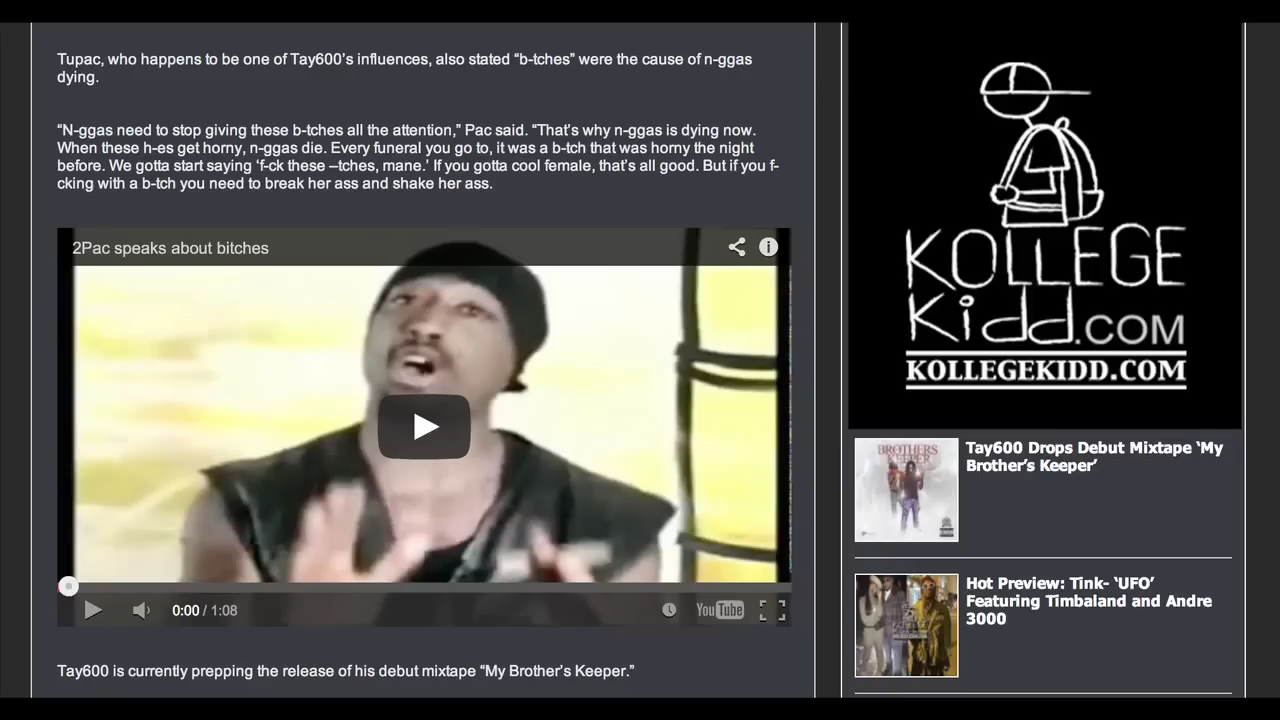 Tupac, who happens to be one of Tay600's influences, also stated “b-tches” were the cause of n-ggas
dying.
“N-ggas need to stop giving these b-tches all the attention,” Pac said. “That's why n-ggas is dying now.
When these h-es get horny, n-ggas die. Every funeral you go to, it was a b-tch that was horny the night
before. We gotta start saying ‘f-ck these –tches, mane.’ If you gotta cool female, that's all good. But if you f-
cking with a b-tch you need to break her ass and shake her ass.
2Pac speaks about bitches
0:00 / 1:08
YouTube
Tay600 is currently prepping the release of his debut mixtape “My Brother's Keeper.”
KOLLEGE
KiDD.COM
KOLLEGEKIDD.COM
BROTHERS
KEEPER
Tay600 Drops Debut Mixtape ‘My
Brother's Keeper’
Hot Preview: Tink- ‘UFO’
Featuring Timbaland and Andre
3000